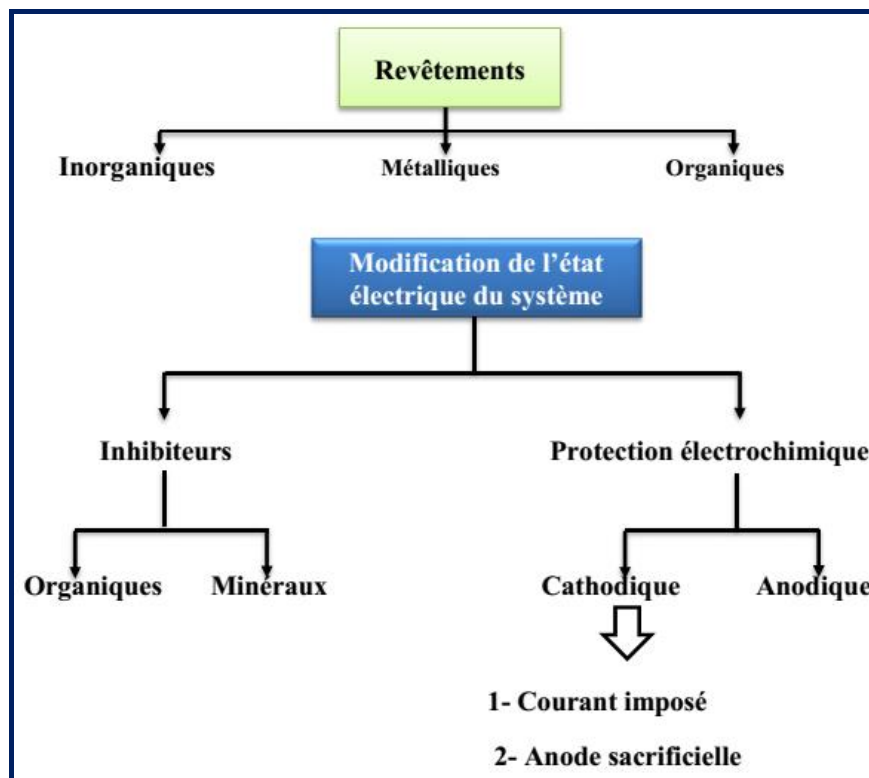 Revêtements
Inorganiques Métalliques Organiques
Modification de l’état
électrique du système
Inhibiteurs Protection électrochimique
Organiques Minéraux Cathodique Anodique
1- Courant imposé
2- Anode sacrificielle